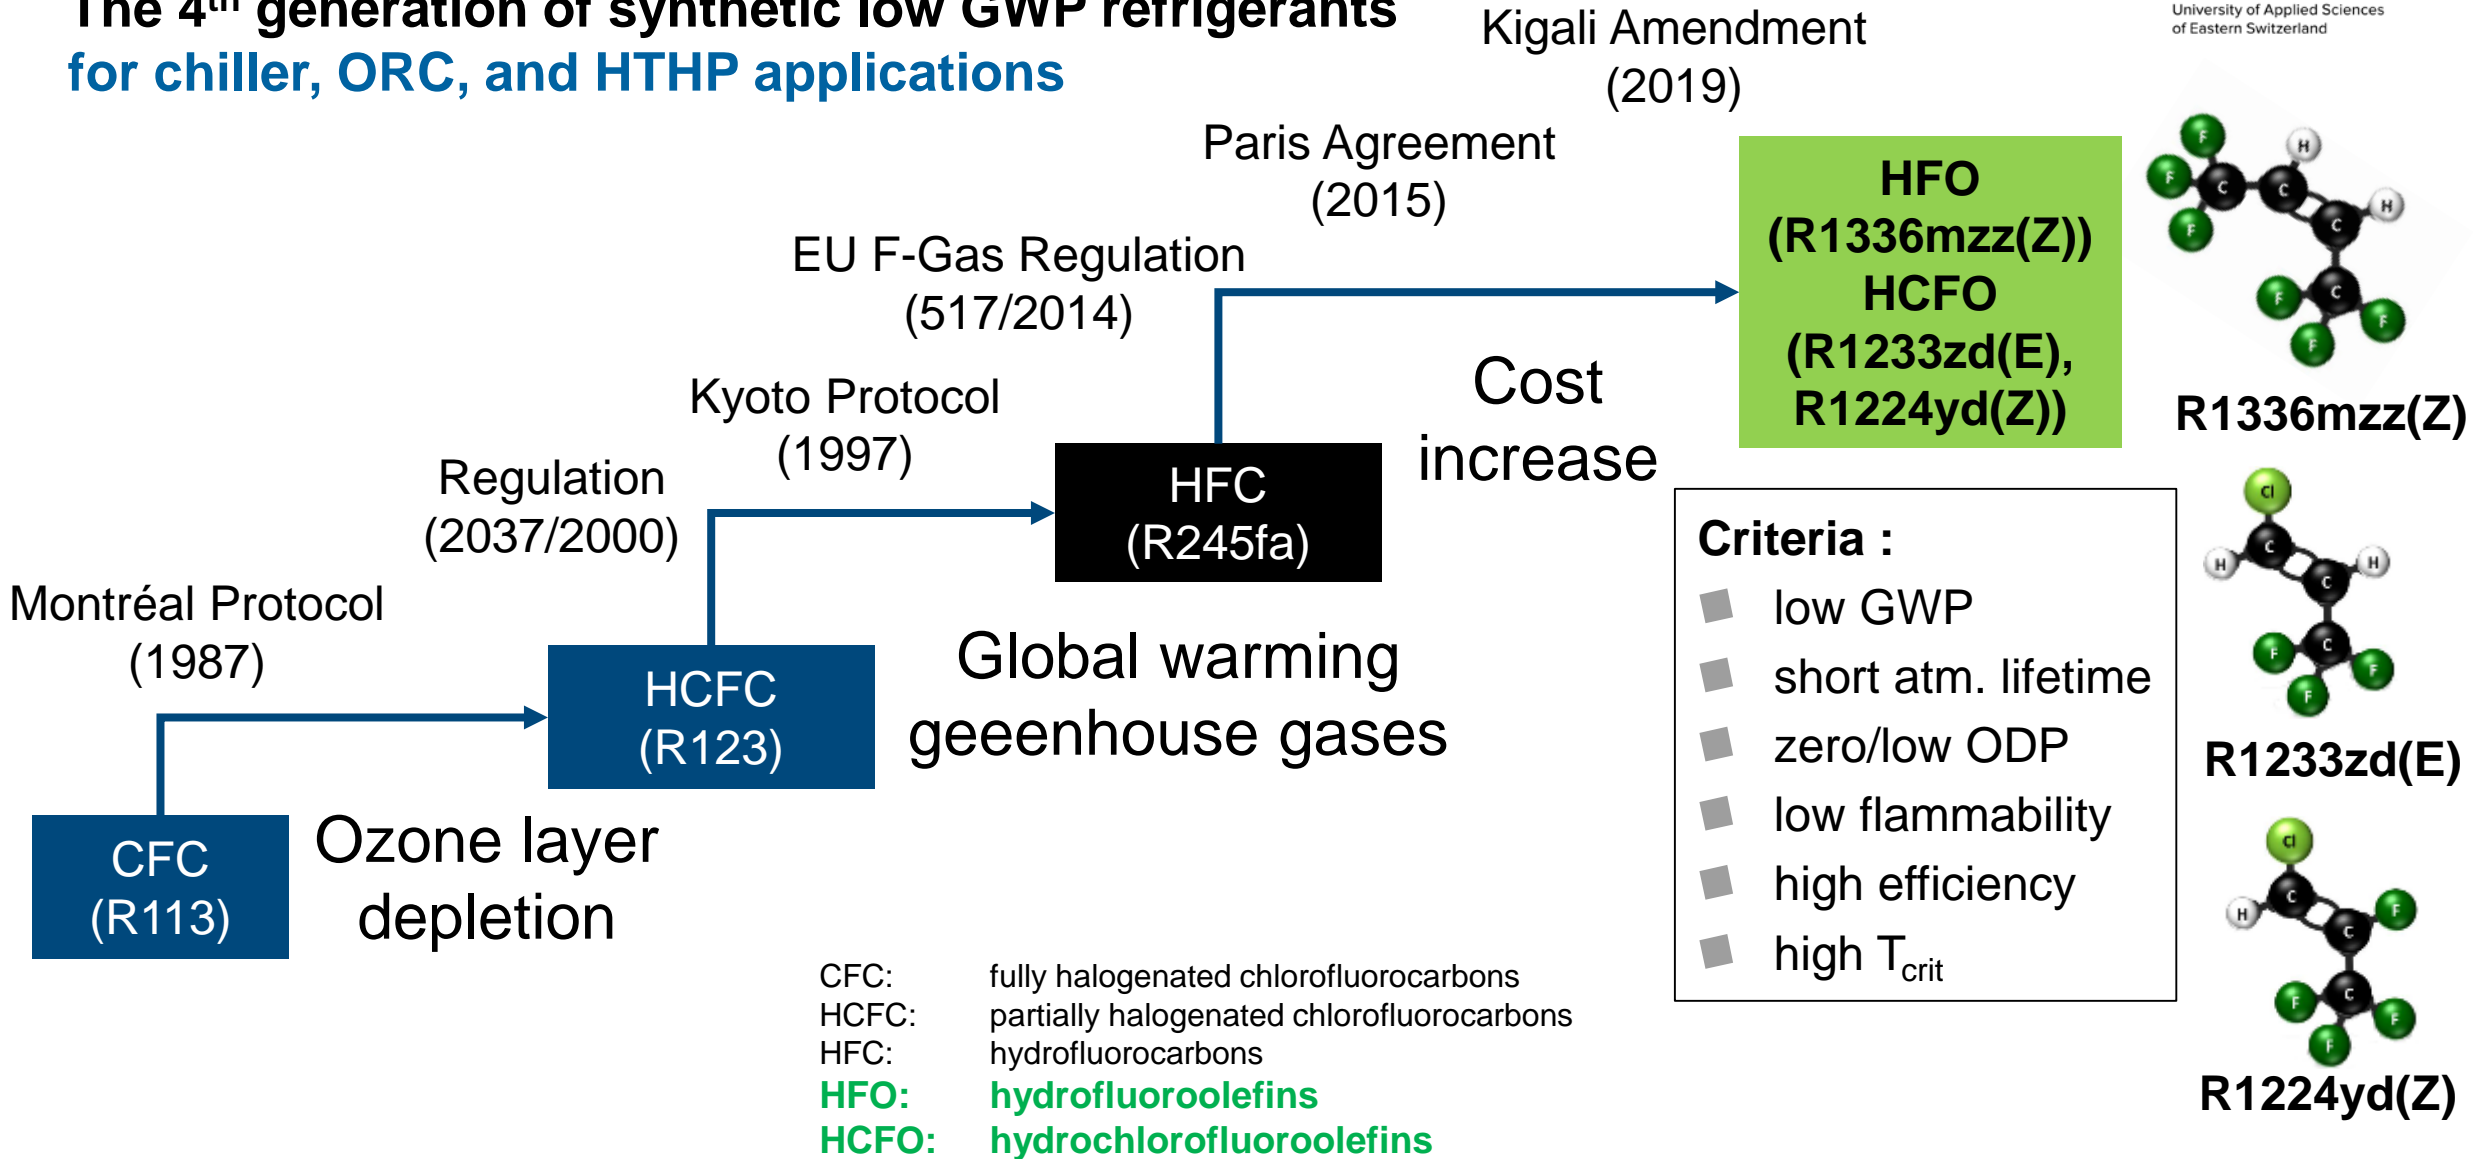 The 4th generation of synthetic low GWP refrigerants
for chiller, ORC, and HTHP applications
University of Applied Sciences
of Eastern Switzerland
Kigali Amendment
(2019)
Paris Agreement
(2015)
EU F-Gas Regulation
(517/2014)
Kyoto Protocol
(1997)
Regulation
(2037/2000)
Montréal Protocol
(1987)
CFC
(R113)
Ozone layer
depletion
HCFC
(R123)
Global warming
geeenhouse gases
HFC
(R245fa)
Cost
increase
HFO
(R1336mzz(Z))
HCFO
(R1233zd(E),
R1224yd(Z))
Criteria :
low GWP
short atm. lifetime
zero/low ODP
low flammability
high efficiency
high Tcrit
F
H
F
C
C
H
F
C
F
C
F
F
R1336mzz(Z)
Cl
C
H
H
C
F
C
F
F
R1233zd(E)
Cl
C
F
H
C
F
C
F
F
R1224yd(Z)
CFC: fully halogenated chlorofluorocarbons
HCFC: partially halogenated chlorofluorocarbons
HFC: hydrofluorocarbons
HFO: hydrofluoroolefins
HCFO: hydrochlorofluoroolefins